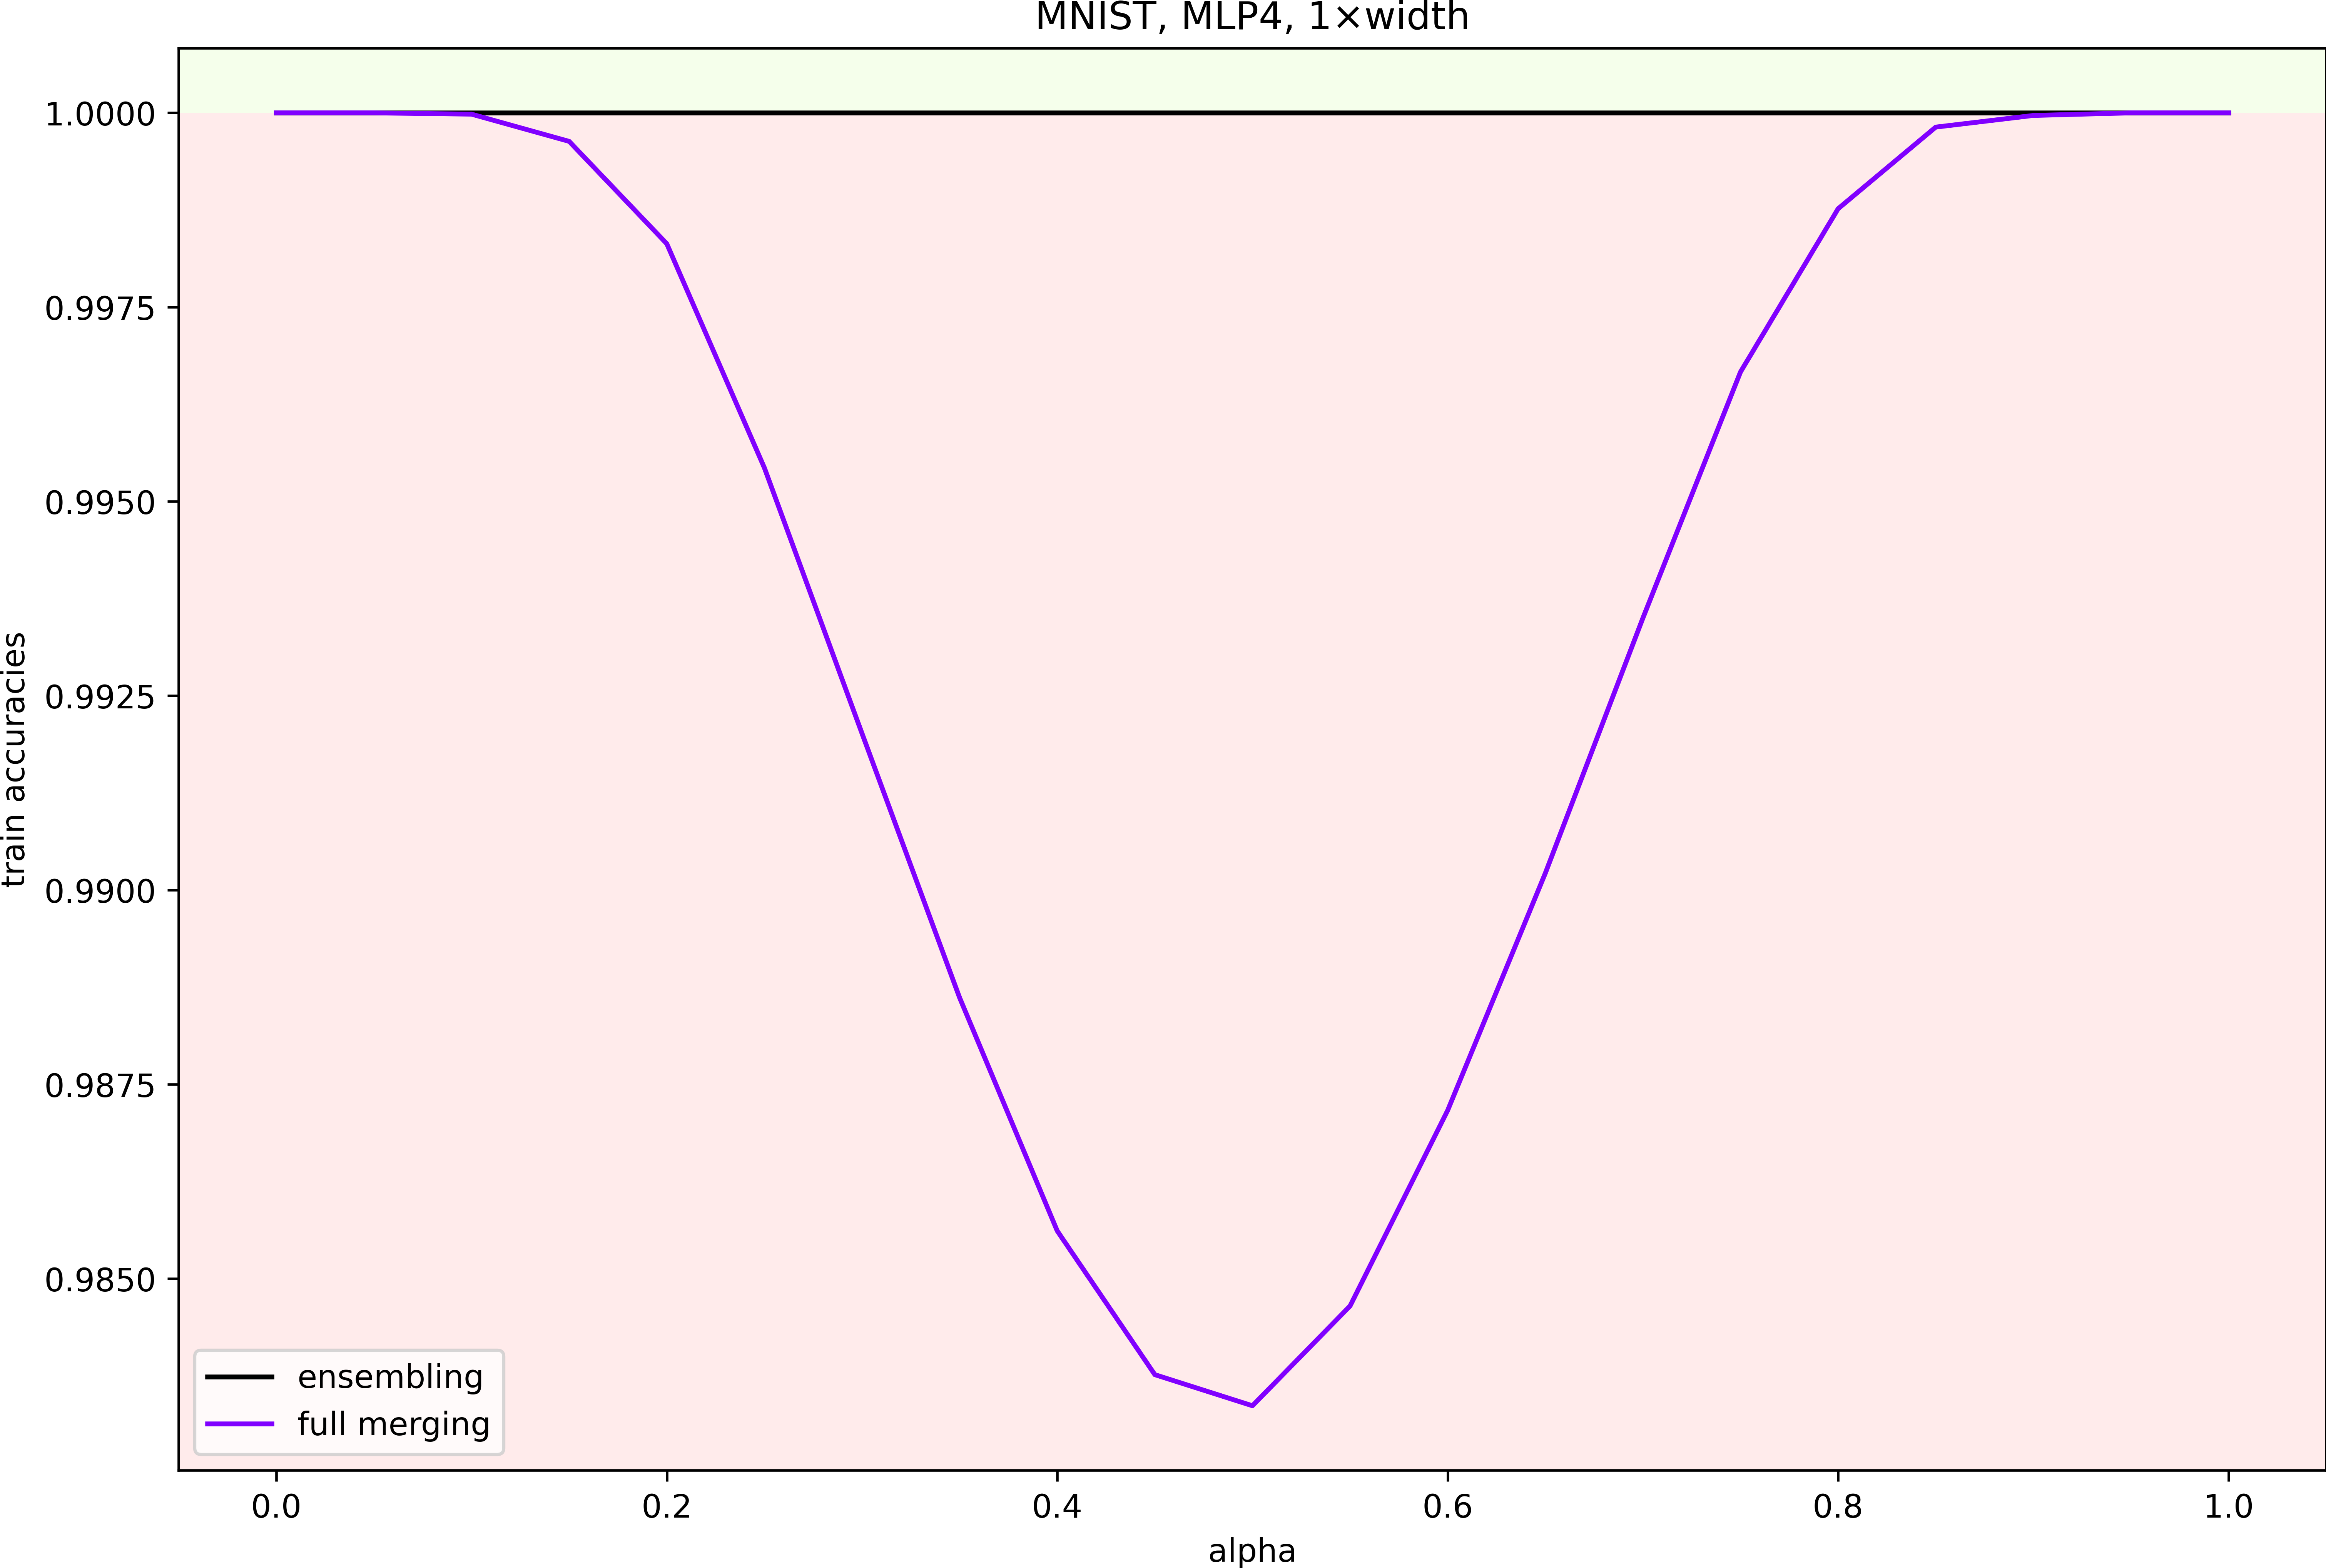 MNIST, MLP4, 1×width
1.0000
0.9975
0.9950
0.9925
0.9900
0.9875
0.9850
train accuracies
ensembling
full merging
0.0
0.2
0.4
0.6
0.8
1.0
alpha